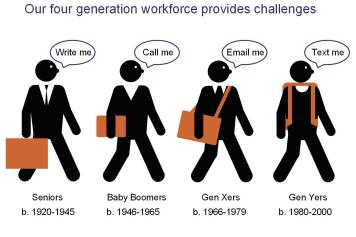 Our four generation workforce provides challenges
Write me
Call me
Email me
Text me
Seniors
Baby Boomers
Gen Xers
Gen Yers
b. 1920-1945
b. 1946-1965
b. 1966-1979
b. 1980-2000